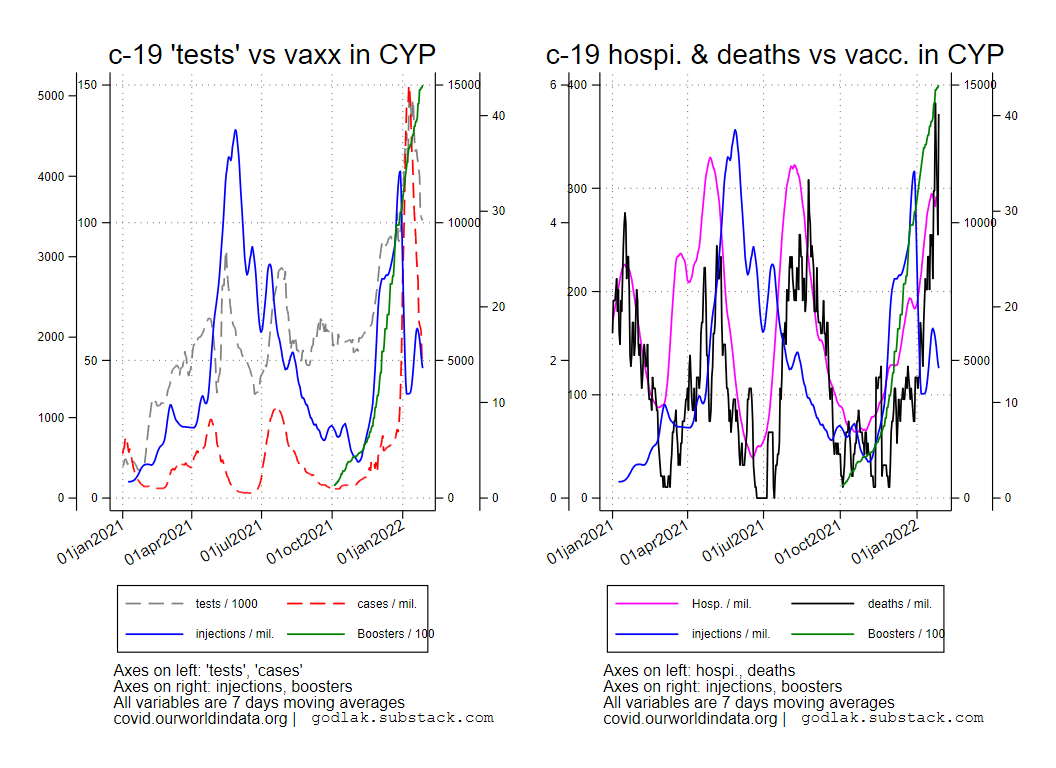 c-19 'tests' vs vaxx in CYP
5000
4000
3000
2000
1000
0
150
100
50
0
15000
10000
5000
0
40
30
20
10
0
01jan2021
01apr2021
01jul2021
01oct2021
01jan2022
tests / 1000
cases / mil.
injections / mil.
Boosters / 100
Axes on left: 'tests', 'cases'
Axes on right: injections, boosters
All variables are 7 days moving averages
covid.ourworldindata.org | godlak.substack.com
c-19 hospi. & deaths vs vacc. in CYP
6
4
2
0
400
300
200
100
0
15000
10000
5000
0
40
30
20
10
0
01jan2021
01apr2021
01jul2021
01oct2021
01jan2022
Hosp. / mil.
deaths / mil.
injections / mil.
Boosters / 100
Axes on left: hospi., deaths
Axes on right: injections, boosters
All variables are 7 days moving averages
covid.ourworldindata.org | godlak.substack.com